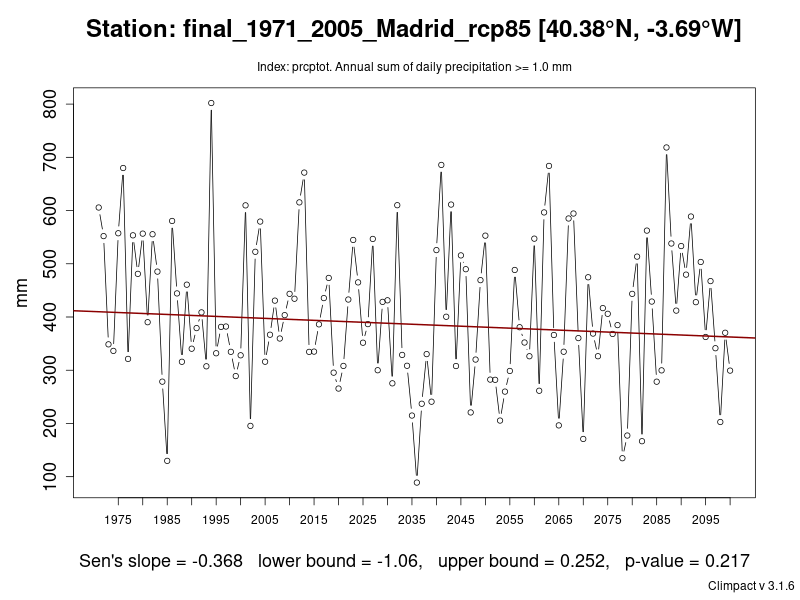 Station: final_1971_2005_Madrid_rcp85 [40.38°N, -3.69°W]
Index: prcptot. Annual sum of daily precipitation >= 1.0 mm
800
700
600
500
400
300
200
100
mm
1975 1985 1995 2005 2015 2025 2035 2045 2055 2065 2075 2085 2095
Sen's slope = -0.368 lower bound = -1.06, upper bound = 0.252, p-value = 0.217
Climpact v 3.1.6